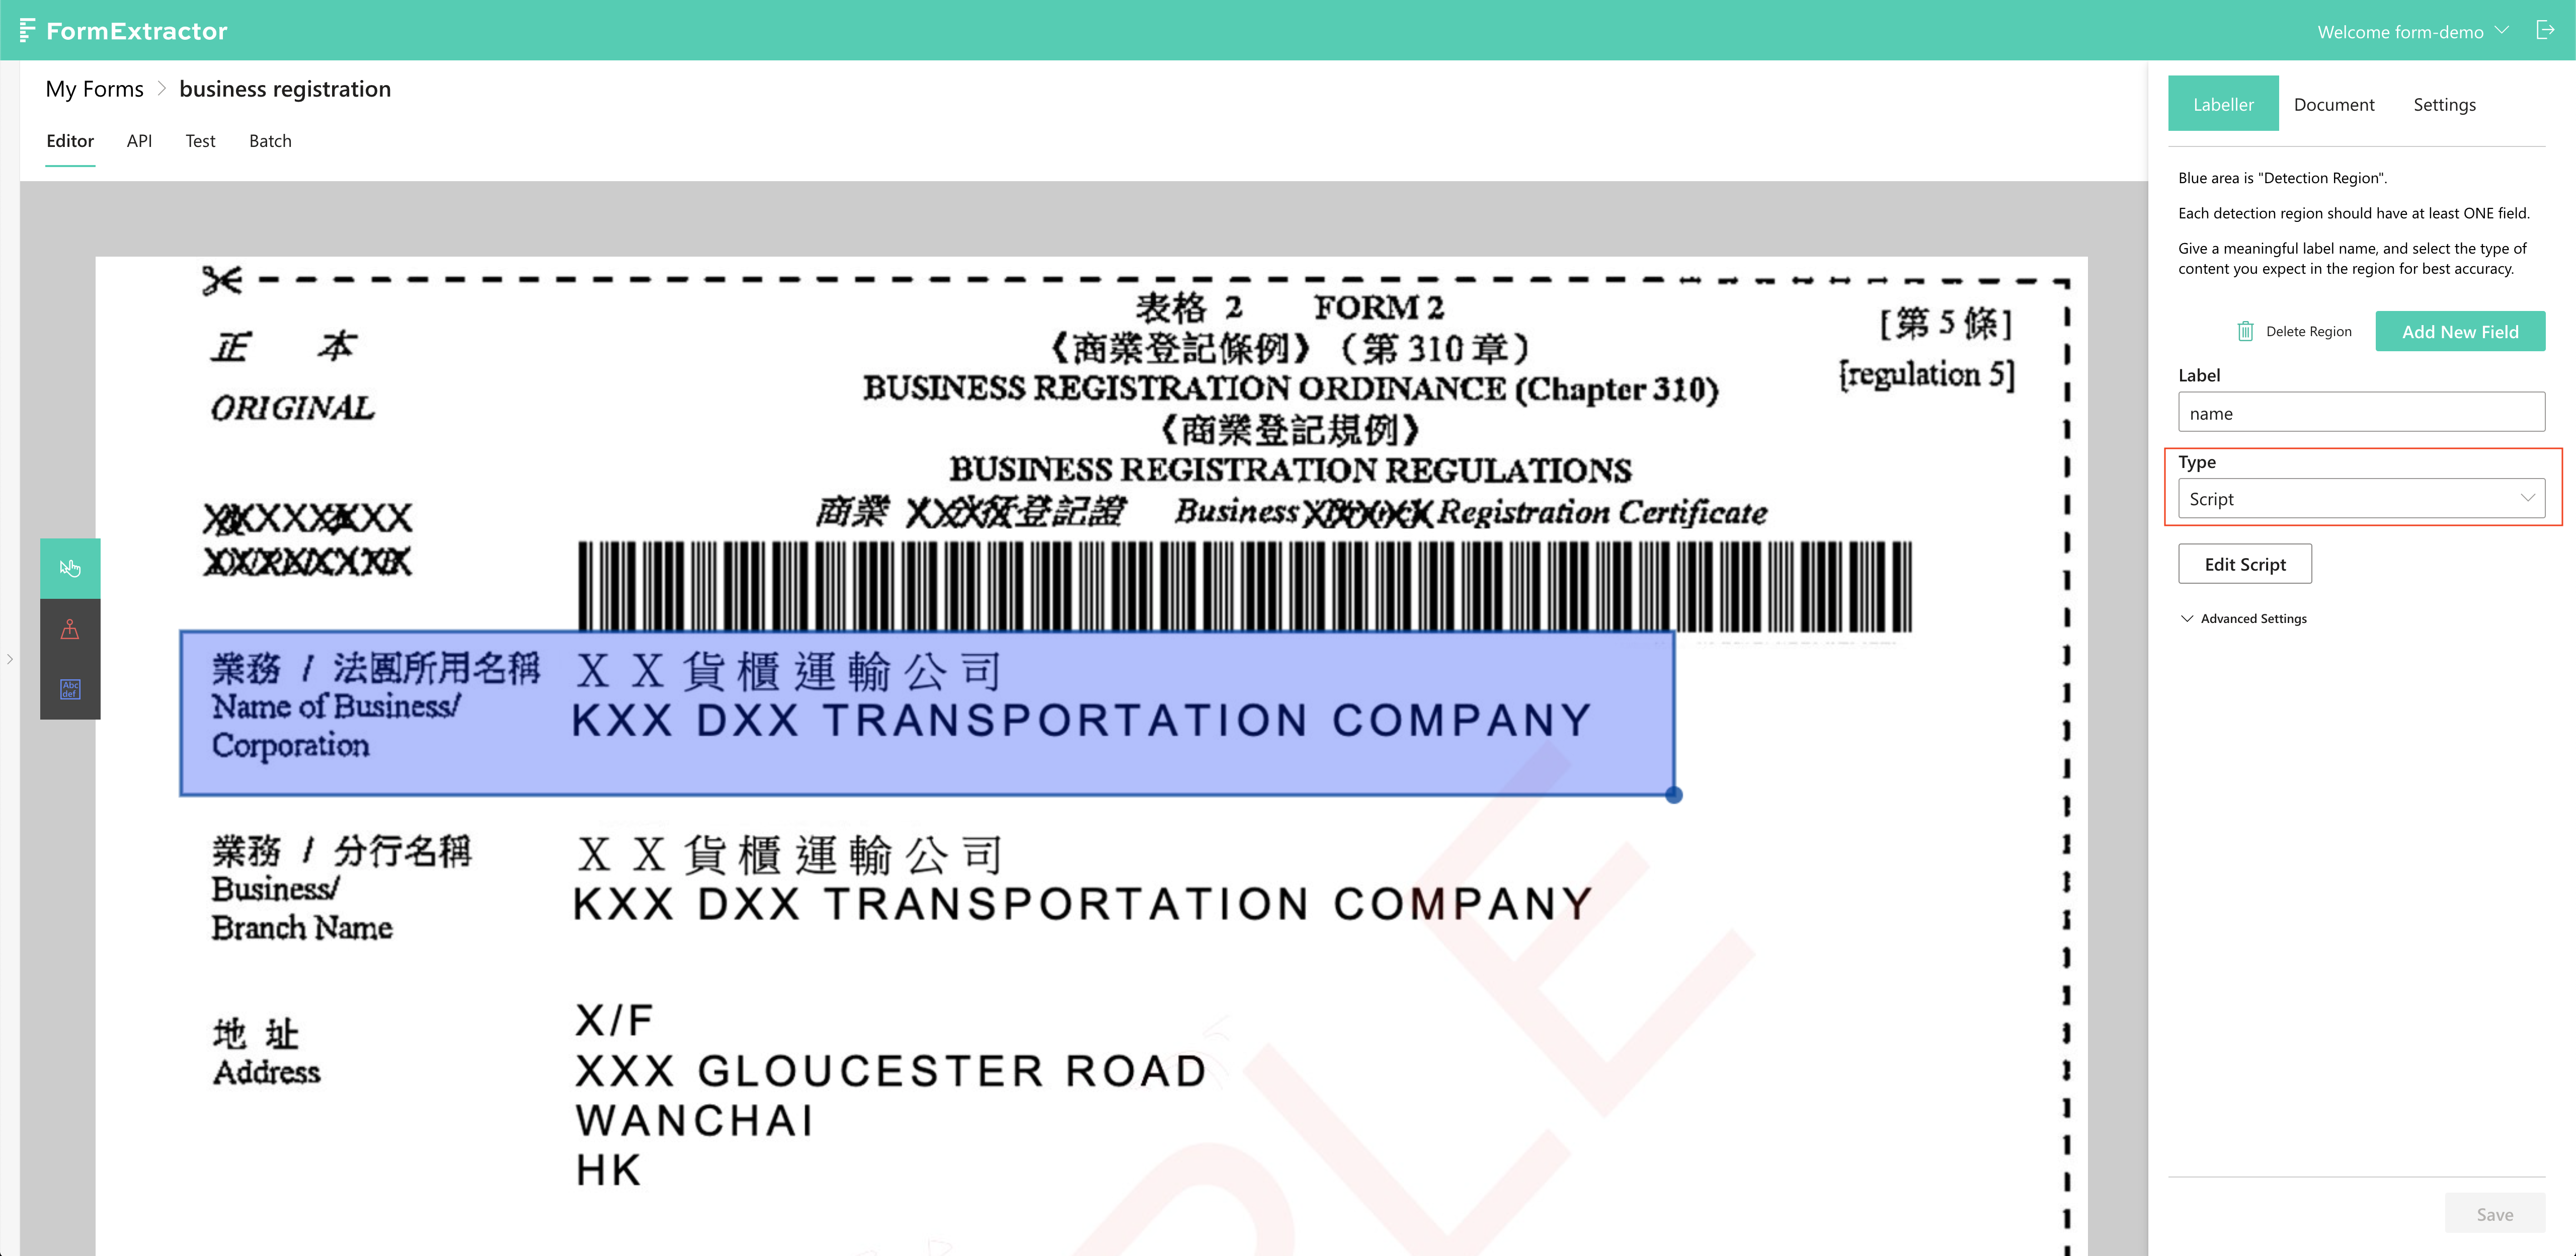 FormExtractor
Welcome form-demo
My Forms > business registration
Editor API Test Batch
Labeller Document Settings
Blue area is "Detection Region".
Each detection region should have at least ONE field.
Give a meaningful label name, and select the type of
content you expect in the region for best accuracy.
Delete Region Add New Field
Label
name
Type
Script
Edit Script
Advanced Settings
Save
Abc
def
表格 2 FORM 2
《商業登記條例》(第 310 章)
[第 5 條]
正 本
BUSINESS REGISTRATION ORDINANCE (Chapter 310)
[regulation 5]
ORIGINAL
《商業登記規例》
BUSINESS REGISTRATION REGULATIONS
商業 登記證 Business Registration Certificate
業務 / 法團所用名稱 X X 貨櫃運輸公司
Name of Business/
Corporation
KXX DXX TRANSPORTATION COMPANY
業務 / 分行名稱 X X 貨櫃運輸公司
Business/
Branch Name
KXX DXX TRANSPORTATION COMPANY
地 址
Address
X/F
XXX GLOUCESTER ROAD
WANCHAI
HK